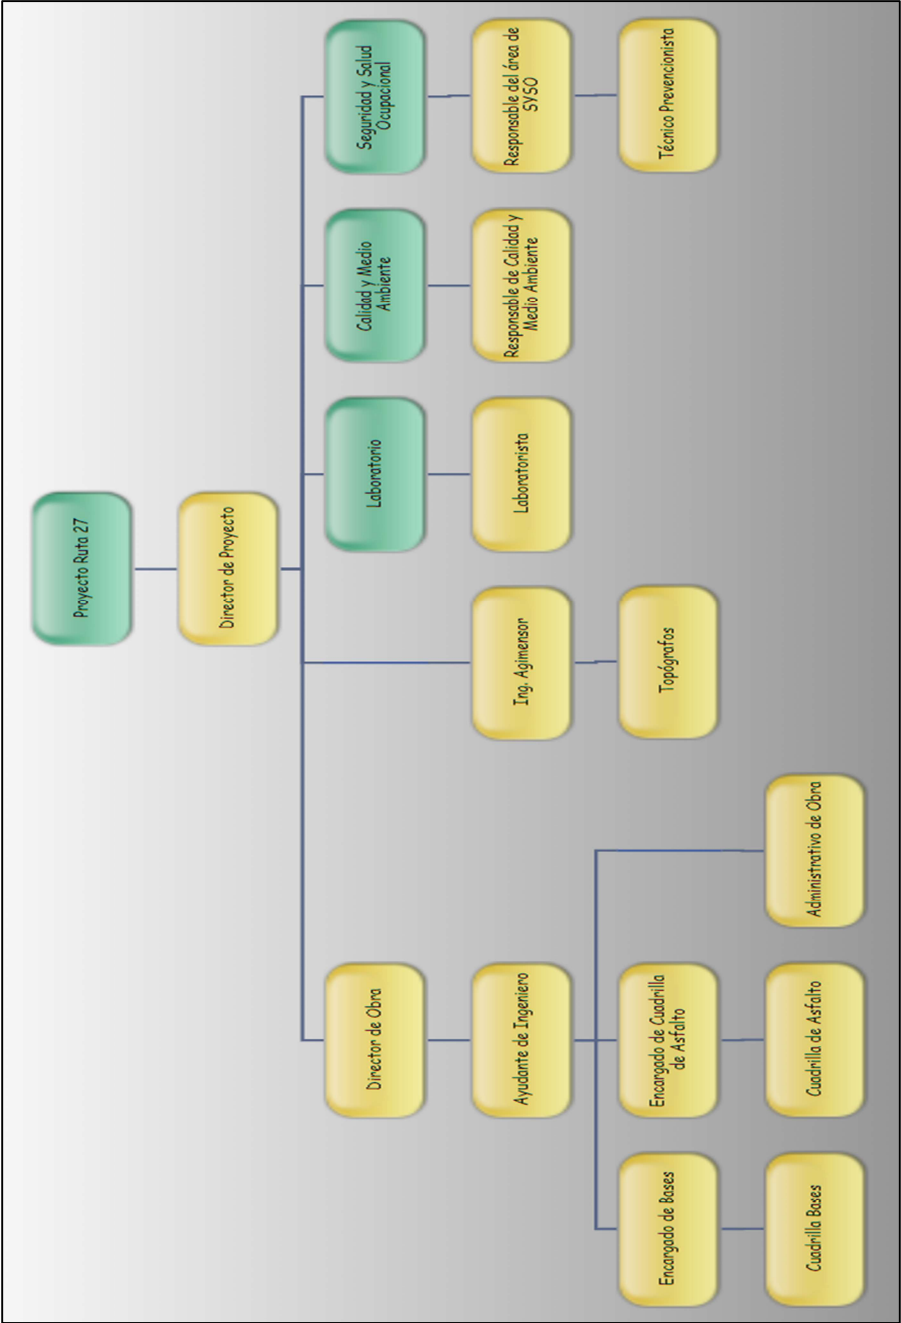 Proyecto Ruta 27
Director de Proyecto
Director de Obra
Laboratorio
Calidad y Medio
Ambiente
Seguridad y Salud
Ocupacional
Ayudante de Ingeniero
Ing. Agimensor
Laboratorista
Responsable de Calidad y
Medio Ambiente
Responsable del área de
SYSO
Encargado de Bases
Encargado de Cuadrilla
de Asfalto
Topógrafos
Técnico Prevencionista
Cuadrilla Bases
Cuadrilla de Asfalto
Administrativo de Obra